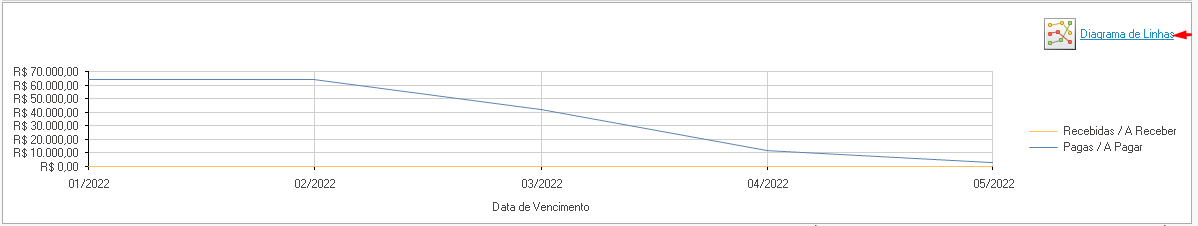 Diagrama de Linhas
R$ 70.000,00
R$ 60.000,00
R$ 50.000,00
R$ 40.000,00
R$ 30.000,00
R$ 20.000,00
R$ 10.000,00
R$ 0,00
01/2022 02/2022 03/2022 04/2022 05/2022
Data de Vencimento
Recebidas / A Receber
Pagas / A Pagar